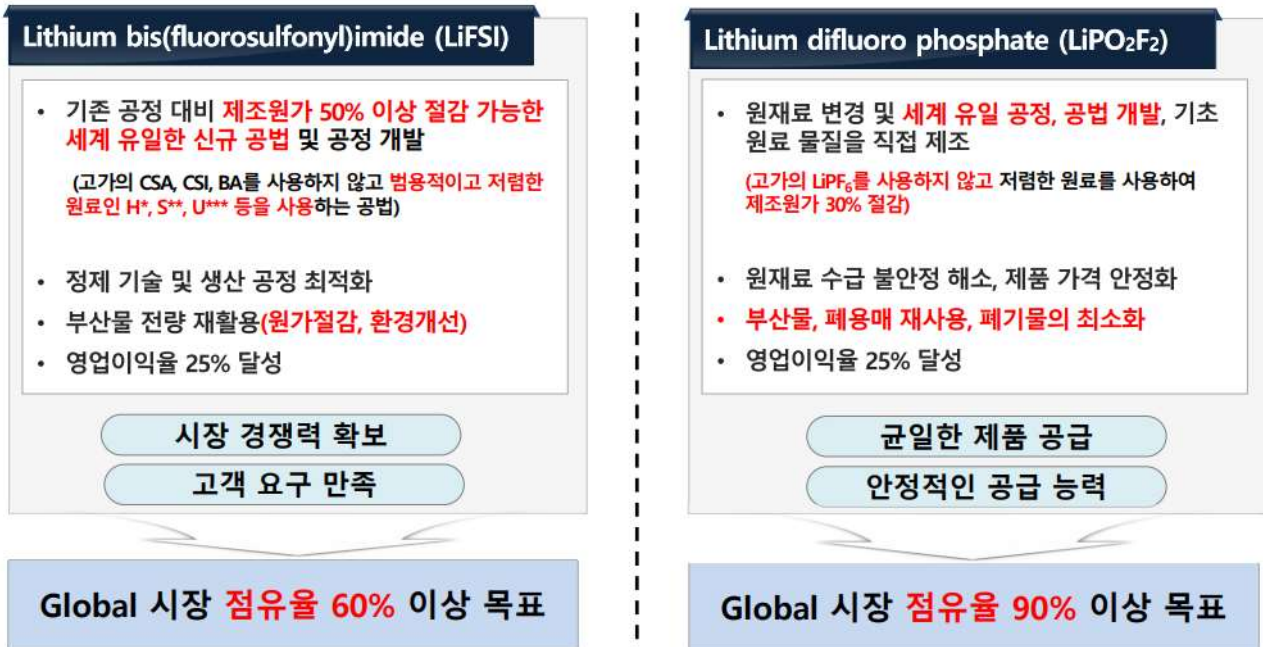 Lithium bis(fluorosulfonyl)imide (LiFSI)
• 기존 공정 대비 제조원가 50% 이상 절감 가능한
세계 유일한 신규 공법 및 공정 개발
(고가의 CSA, CSI, BA를 사용하지 않고 범용적이고 저렴한
원료인 H*, S**, U*** 등을 사용하는 공법)
• 정제 기술 및 생산 공정 최적화
• 부산물 전량 재활용(원가절감, 환경개선)
• 영업이익율 25% 달성
시장 경쟁력 확보
고객 요구 만족
Global 시장 점유율 60% 이상 목표
Lithium difluoro phosphate (LiPO₂F₂)
• 원재료 변경 및 세계 유일 공정, 공법 개발, 기초
원료 물질을 직접 제조
(고가의 LiPF₆를 사용하지 않고 저렴한 원료를 사용하여
제조원가 30% 절감)
• 원재료 수급 불안정 해소, 제품 가격 안정화
• 부산물, 폐용매 재사용, 폐기물의 최소화
• 영업이익율 25% 달성
균일한 제품 공급
안정적인 공급 능력
Global 시장 점유율 90% 이상 목표